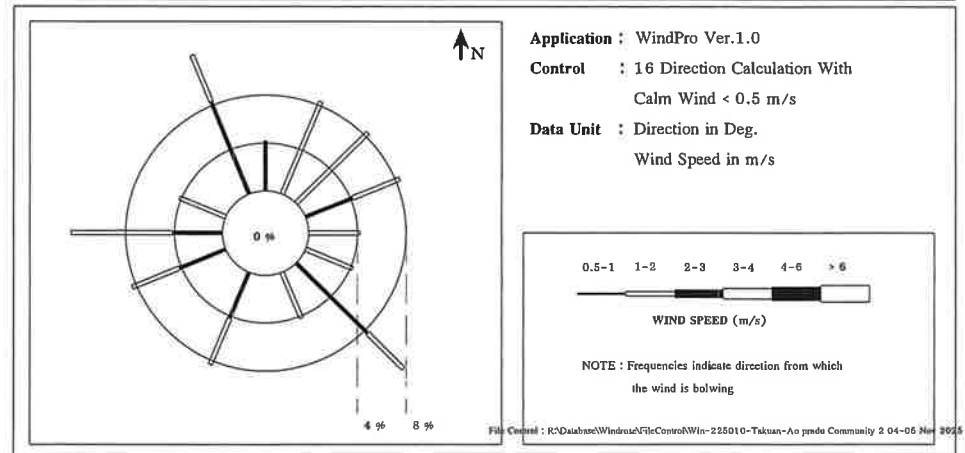 N
Application : WindPro Ver.1.0
Control : 16 Direction Calculation With
Calm Wind < 0.5 m/s
Data Unit : Direction in Deg.
Wind Speed in m/s
0 %
0.5-1 1-2 2-3 3-4 4-6 > 6
WIND SPEED (m/s)
NOTE : Frequencies indicate direction from which
the wind is bolwing
4 % 8 %
File Control : R:\Database\Windrose\FileControl\Win-225010-Takuan-Ao pradu Community 2 04-05 Nov 2025